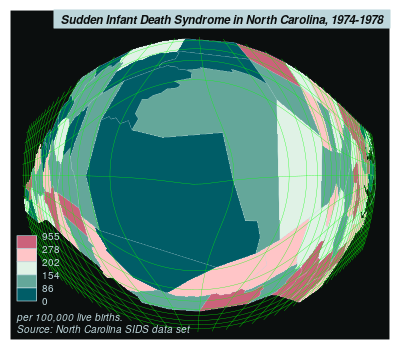 Sudden Infant Death Syndrome in North Carolina, 1974-1978
955
278
202
154
86
0
per 100,000 live births.
Source: North Carolina SIDS data set